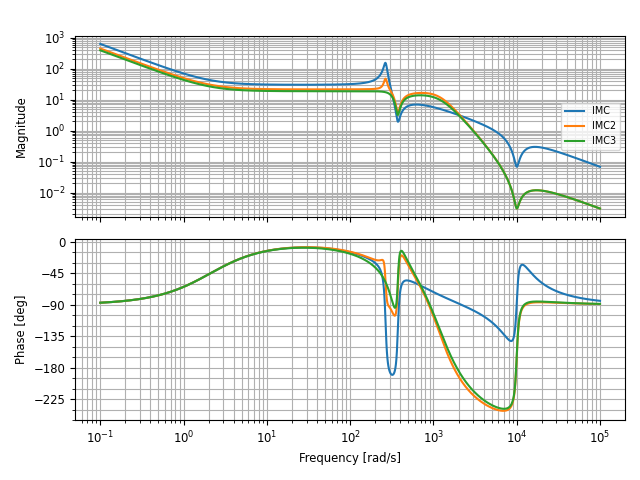 10³
10²
10¹
10⁰
10⁻¹
10⁻²
Magnitude
IMC
IMC2
IMC3
0
−45
−90
−135
−180
−225
Phase [deg]
10⁻¹ 10⁰ 10¹ 10² 10³ 10⁴ 10⁵
Frequency [rad/s]